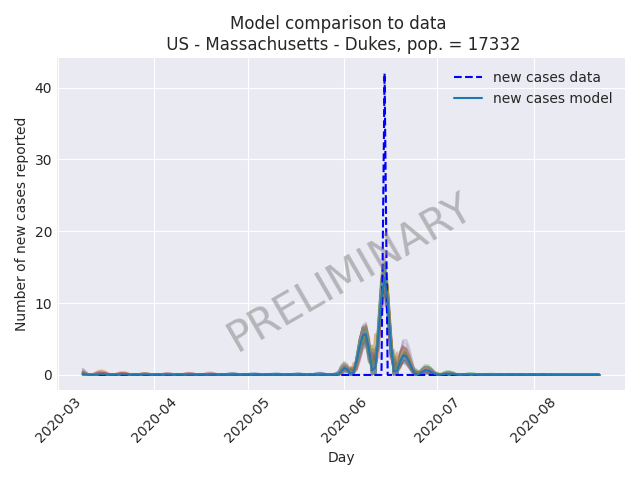 Model comparison to data
US - Massachusetts - Dukes, pop. = 17332
new cases data
new cases model
Number of new cases reported
40
30
20
10
0
PRELIMINARY
2020-03
2020-04
2020-05
2020-06
2020-07
2020-08
Day